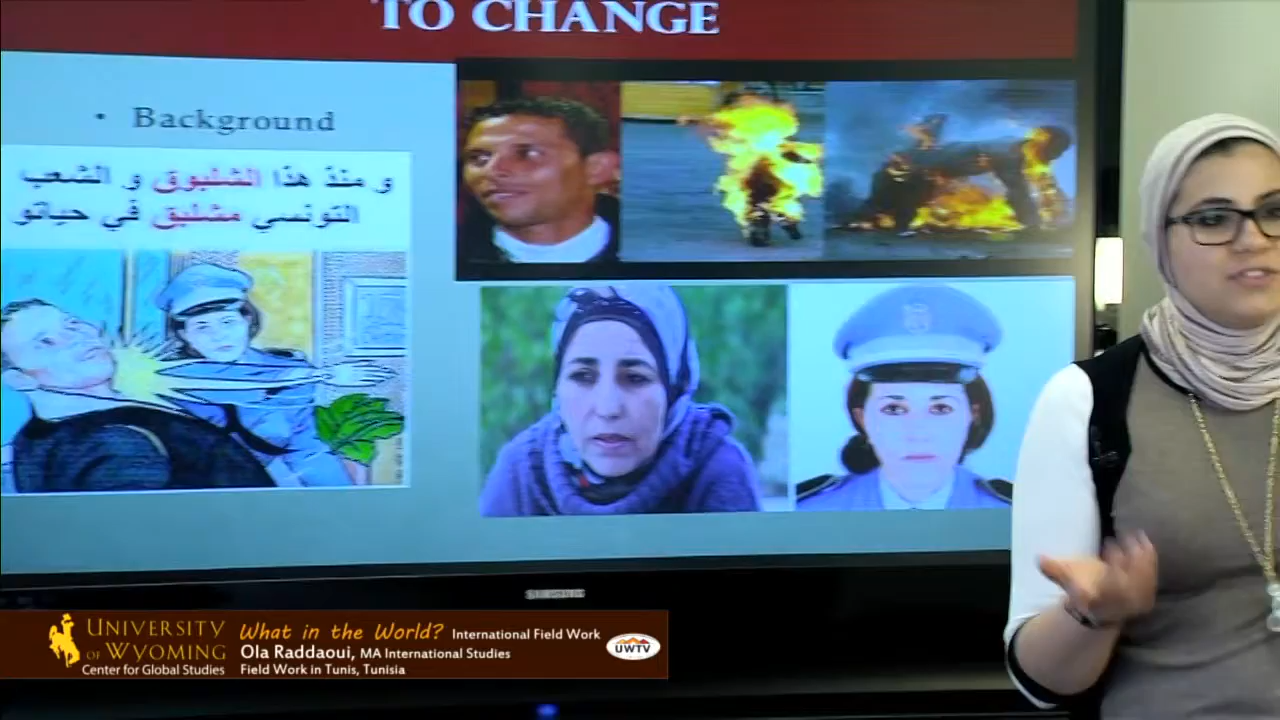 TO CHANGE
• Background
و منذ هذا الشلبوق و الشعب
التونسي مشلبق في حياتو
UNIVERSITY
OF WYOMING
Center for Global Studies
What in the World? International Field Work
Ola Raddaoui, MA International Studies
Field Work in Tunis, Tunisia
UWTV